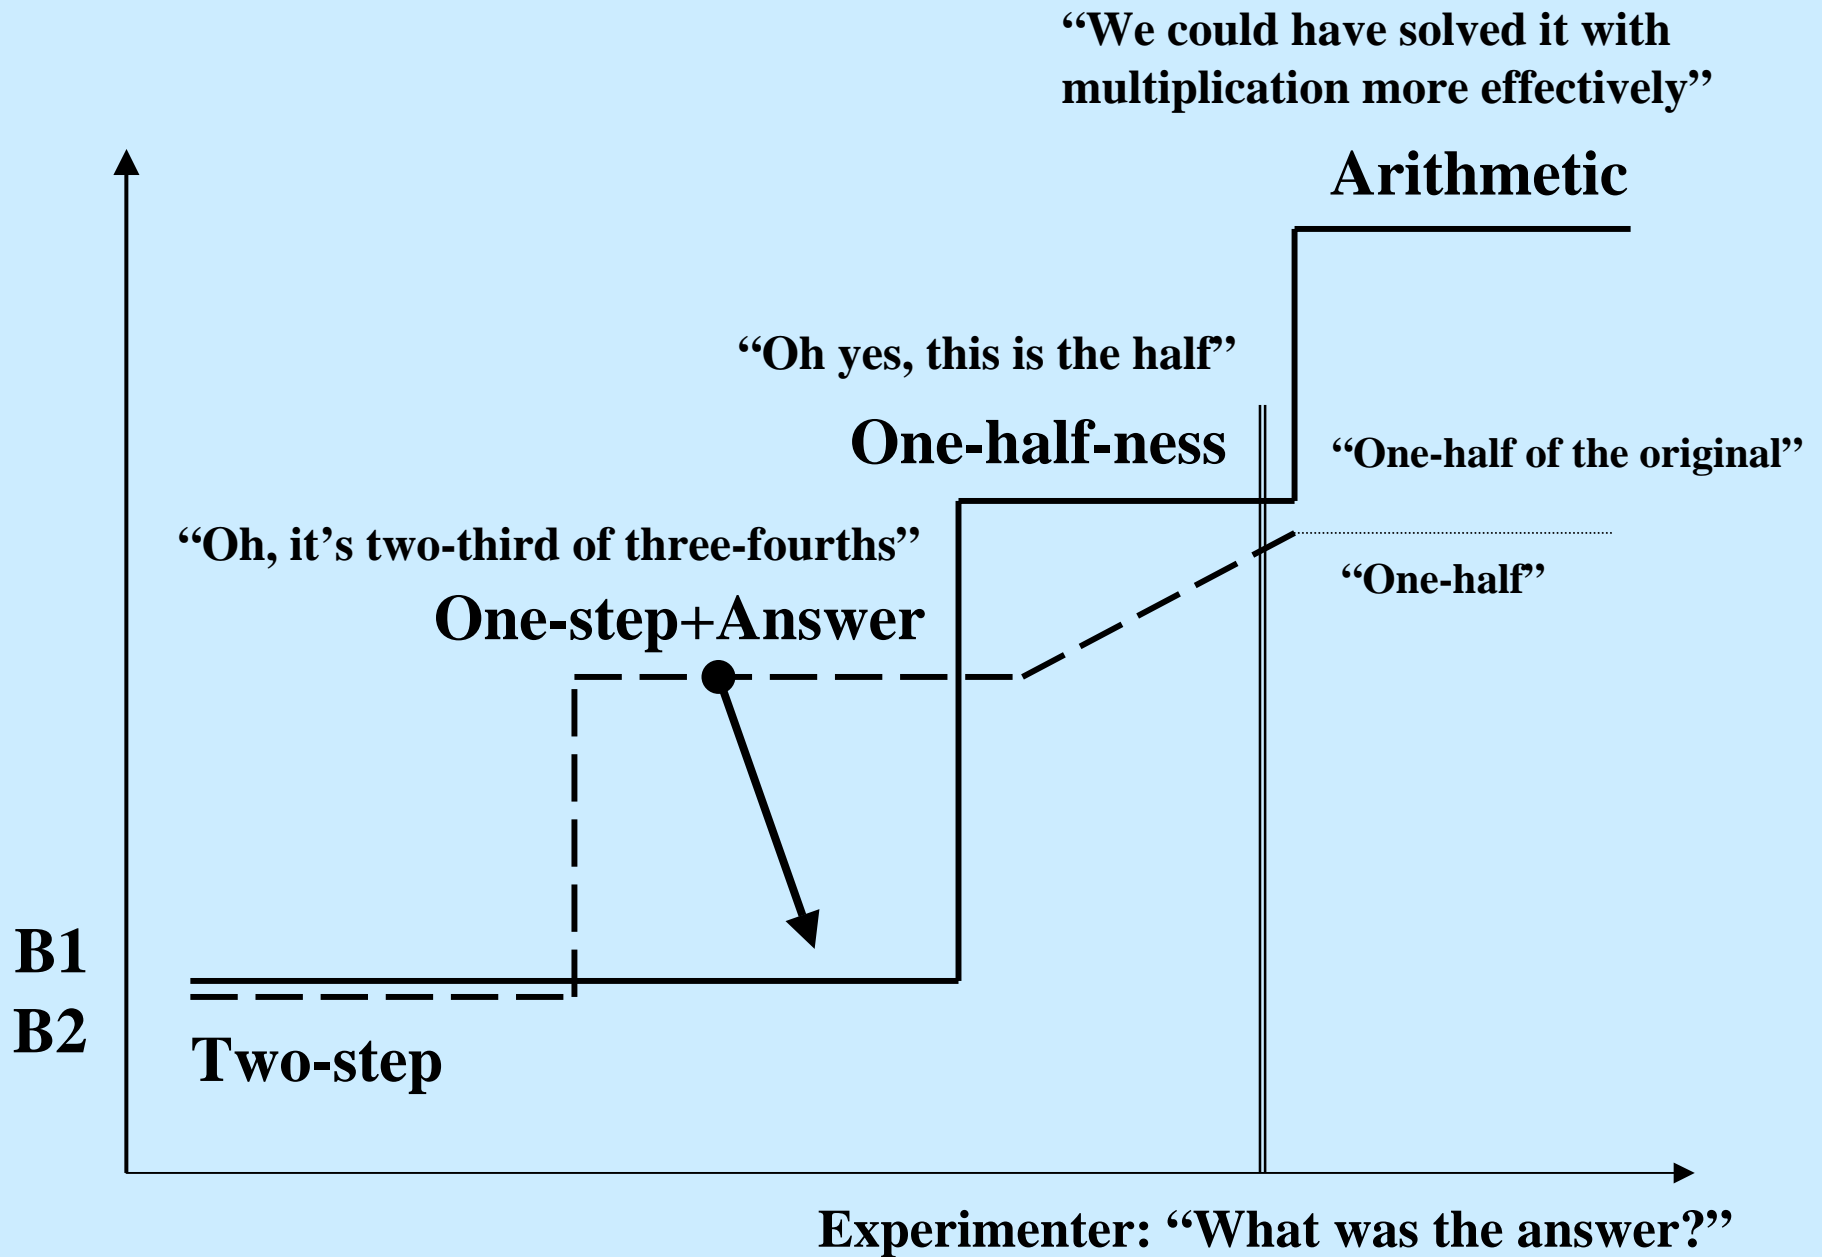 “We could have solved it with
multiplication more effectively”
Arithmetic
“Oh yes, this is the half”
One-half-ness
“One-half of the original”
“Oh, it’s two-third of three-fourths”
“One-half”
One-step+Answer
B1
B2
Two-step
Experimenter: “What was the answer?”